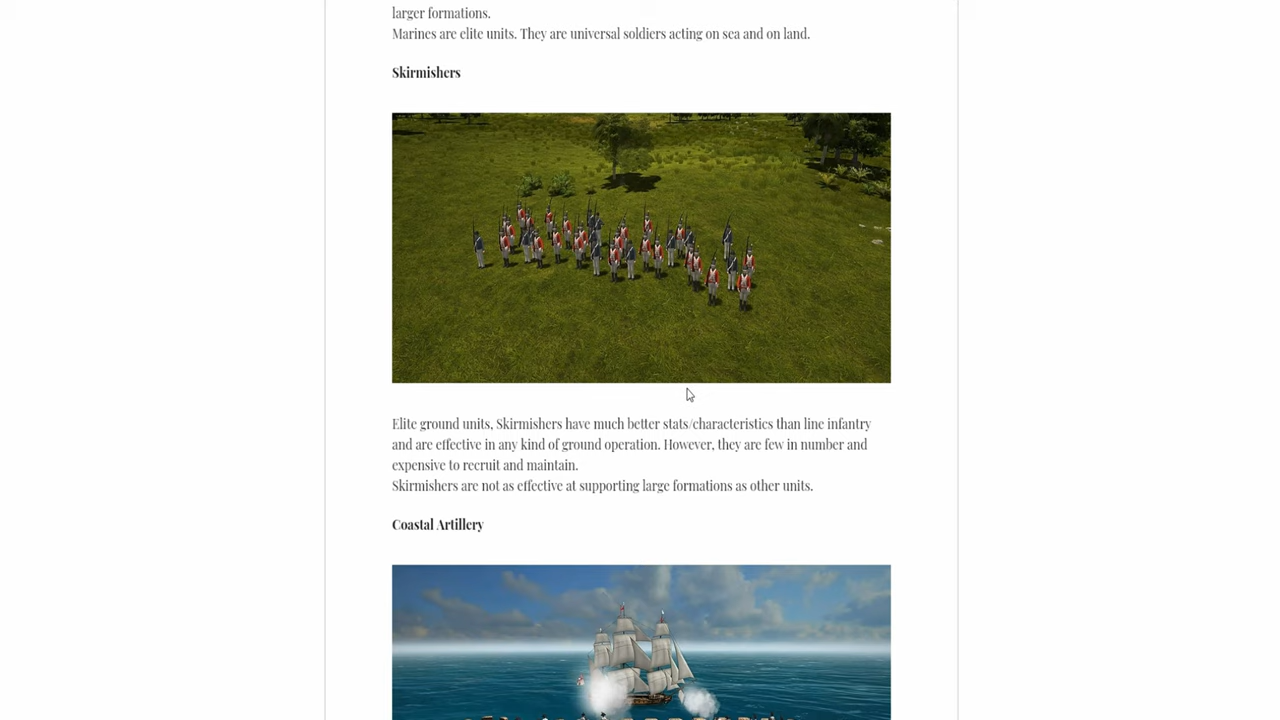 larger formations.
Marines are elite units. They are universal soldiers acting on sea and on land.
Skirmishers
Elite ground units, Skirmishers have much better stats/characteristics than line infantry
and are effective in any kind of ground operation. However, they are few in number and
expensive to recruit and maintain.
Skirmishers are not as effective at supporting large formations as other units.
Coastal Artillery